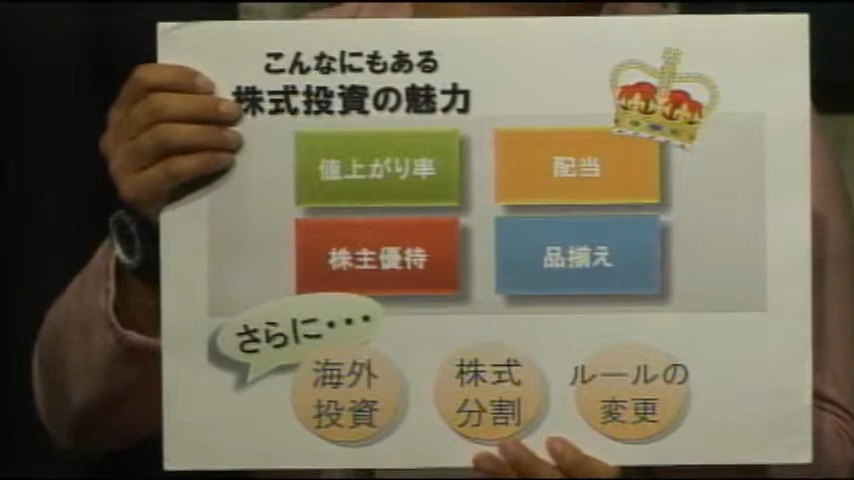 こんなにもある
株式投資の魅力
値上がり率
配当
株主優待
品揃え
さらに・・・
海外
投資
株式
分割
ルールの
変更